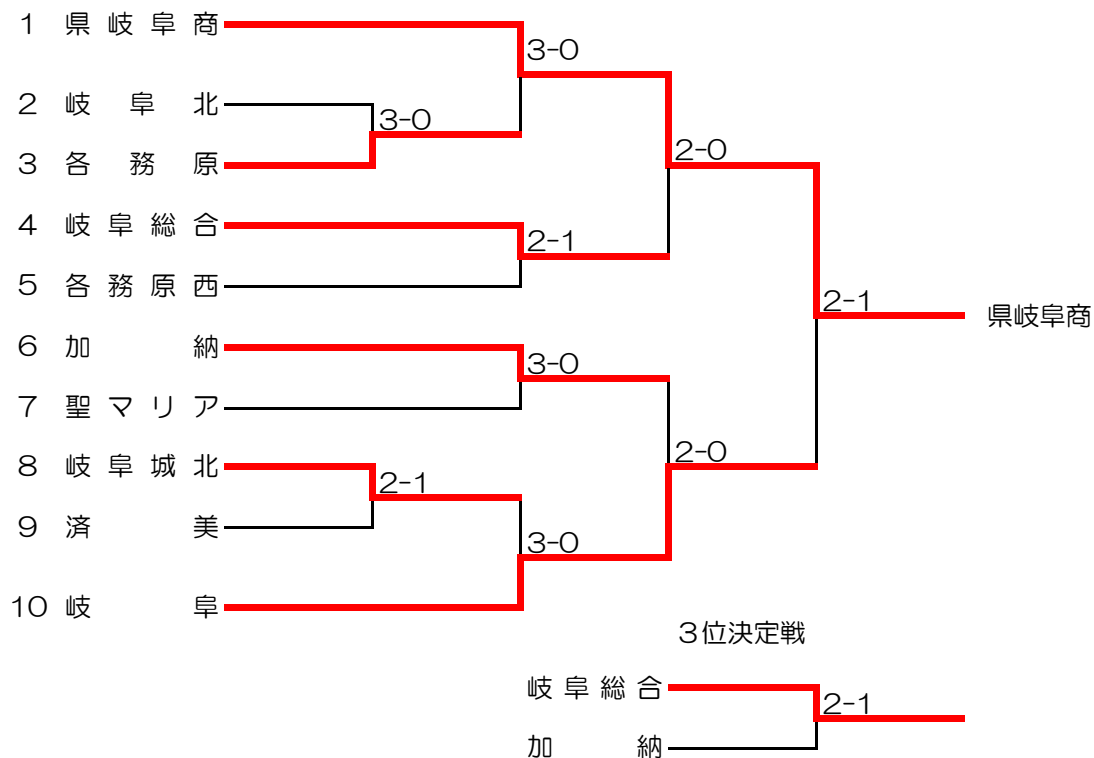 1 県岐阜商
3-0
2 岐阜北
3-0
3 各務原
2-0
4 岐阜総合
2-1
5 各務原西
2-1
県岐阜商
6 加納
3-0
7 聖マリア
2-0
8 岐阜城北
2-1
9 済美
3-0
10 岐阜
3位決定戦
岐阜総合
2-1
加納